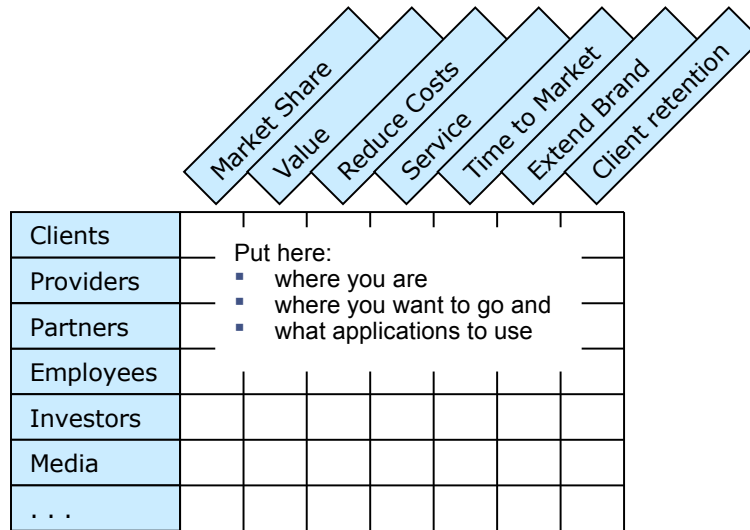 Market Share
Value
Reduce Costs
Service
Time to Market
Extend Brand
Client retention
Clients
Providers
Partners
Employees
Investors
Media
. . .
Put here:
▪ where you are
▪ where you want to go and
▪ what applications to use